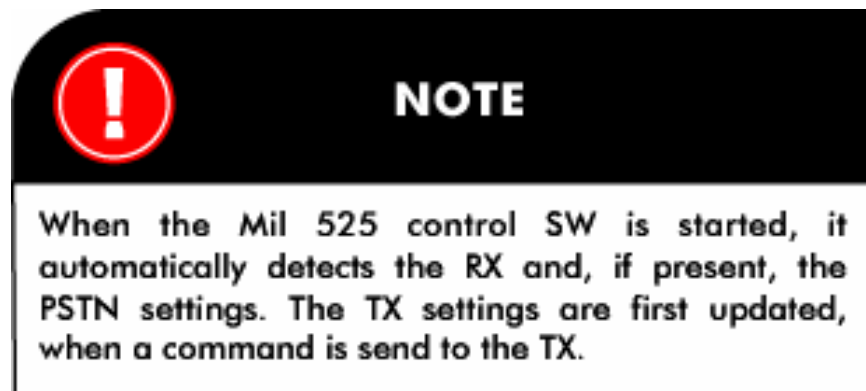 NOTE
When the Mil 525 control SW is started, it
automatically detects the RX and, if present, the
PSTN settings. The TX settings are first updated,
when a command is send to the TX.